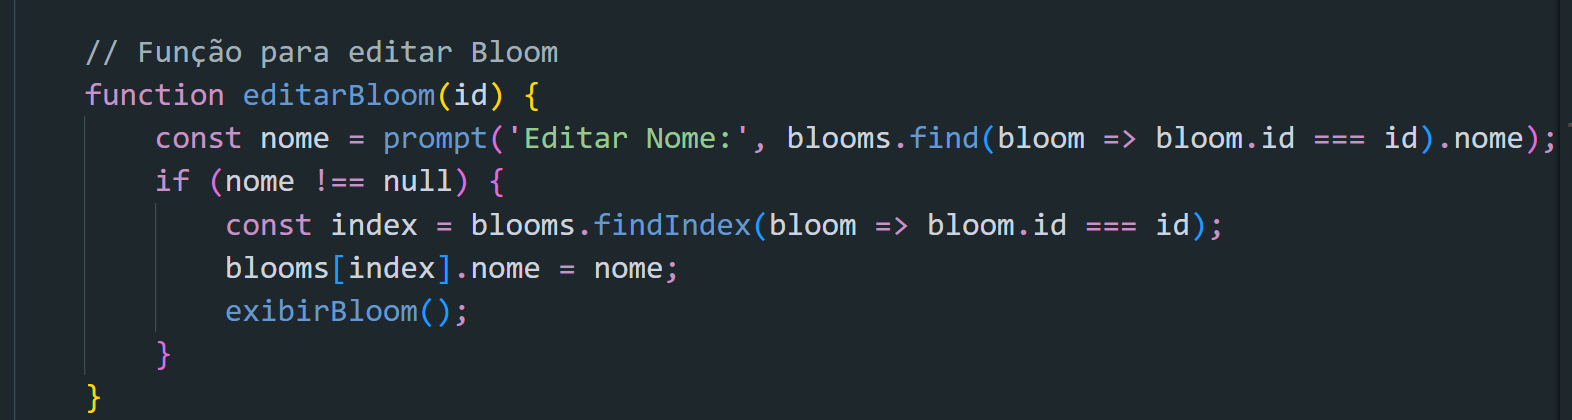 // Função para editar Bloom
function editarBloom(id) {
const nome = prompt('Editar Nome:', blooms.find(bloom => bloom.id === id).nome);
if (nome !== null) {
const index = blooms.findIndex(bloom => bloom.id === id);
blooms[index].nome = nome;
exibirBloom();
}
}